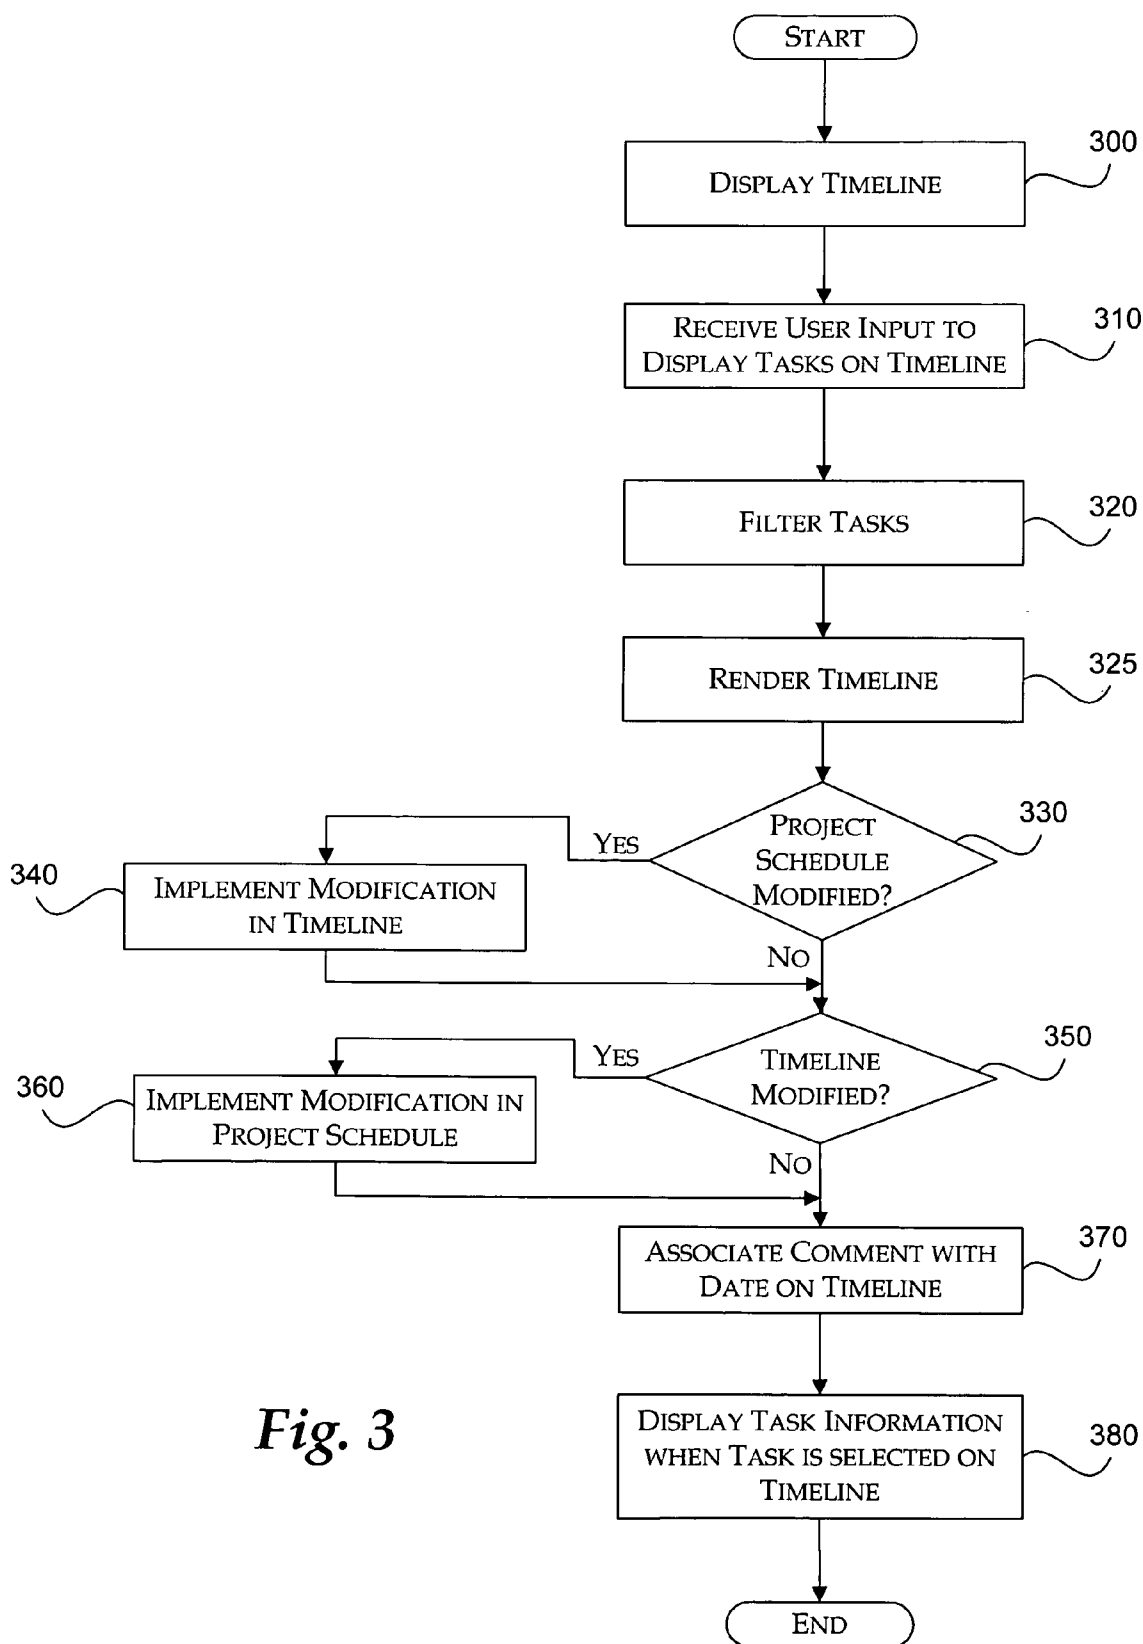 START
300
DISPLAY TIMELINE
310
RECEIVE USER INPUT TO
DISPLAY TASKS ON TIMELINE
320
FILTER TASKS
325
RENDER TIMELINE
330
PROJECT
SCHEDULE
MODIFIED?
YES
340
IMPLEMENT MODIFICATION
IN TIMELINE
NO
350
TIMELINE
MODIFIED?
YES
360
IMPLEMENT MODIFICATION IN
PROJECT SCHEDULE
NO
370
ASSOCIATE COMMENT WITH
DATE ON TIMELINE
380
DISPLAY TASK INFORMATION
WHEN TASK IS SELECTED ON
TIMELINE
Fig. 3
END